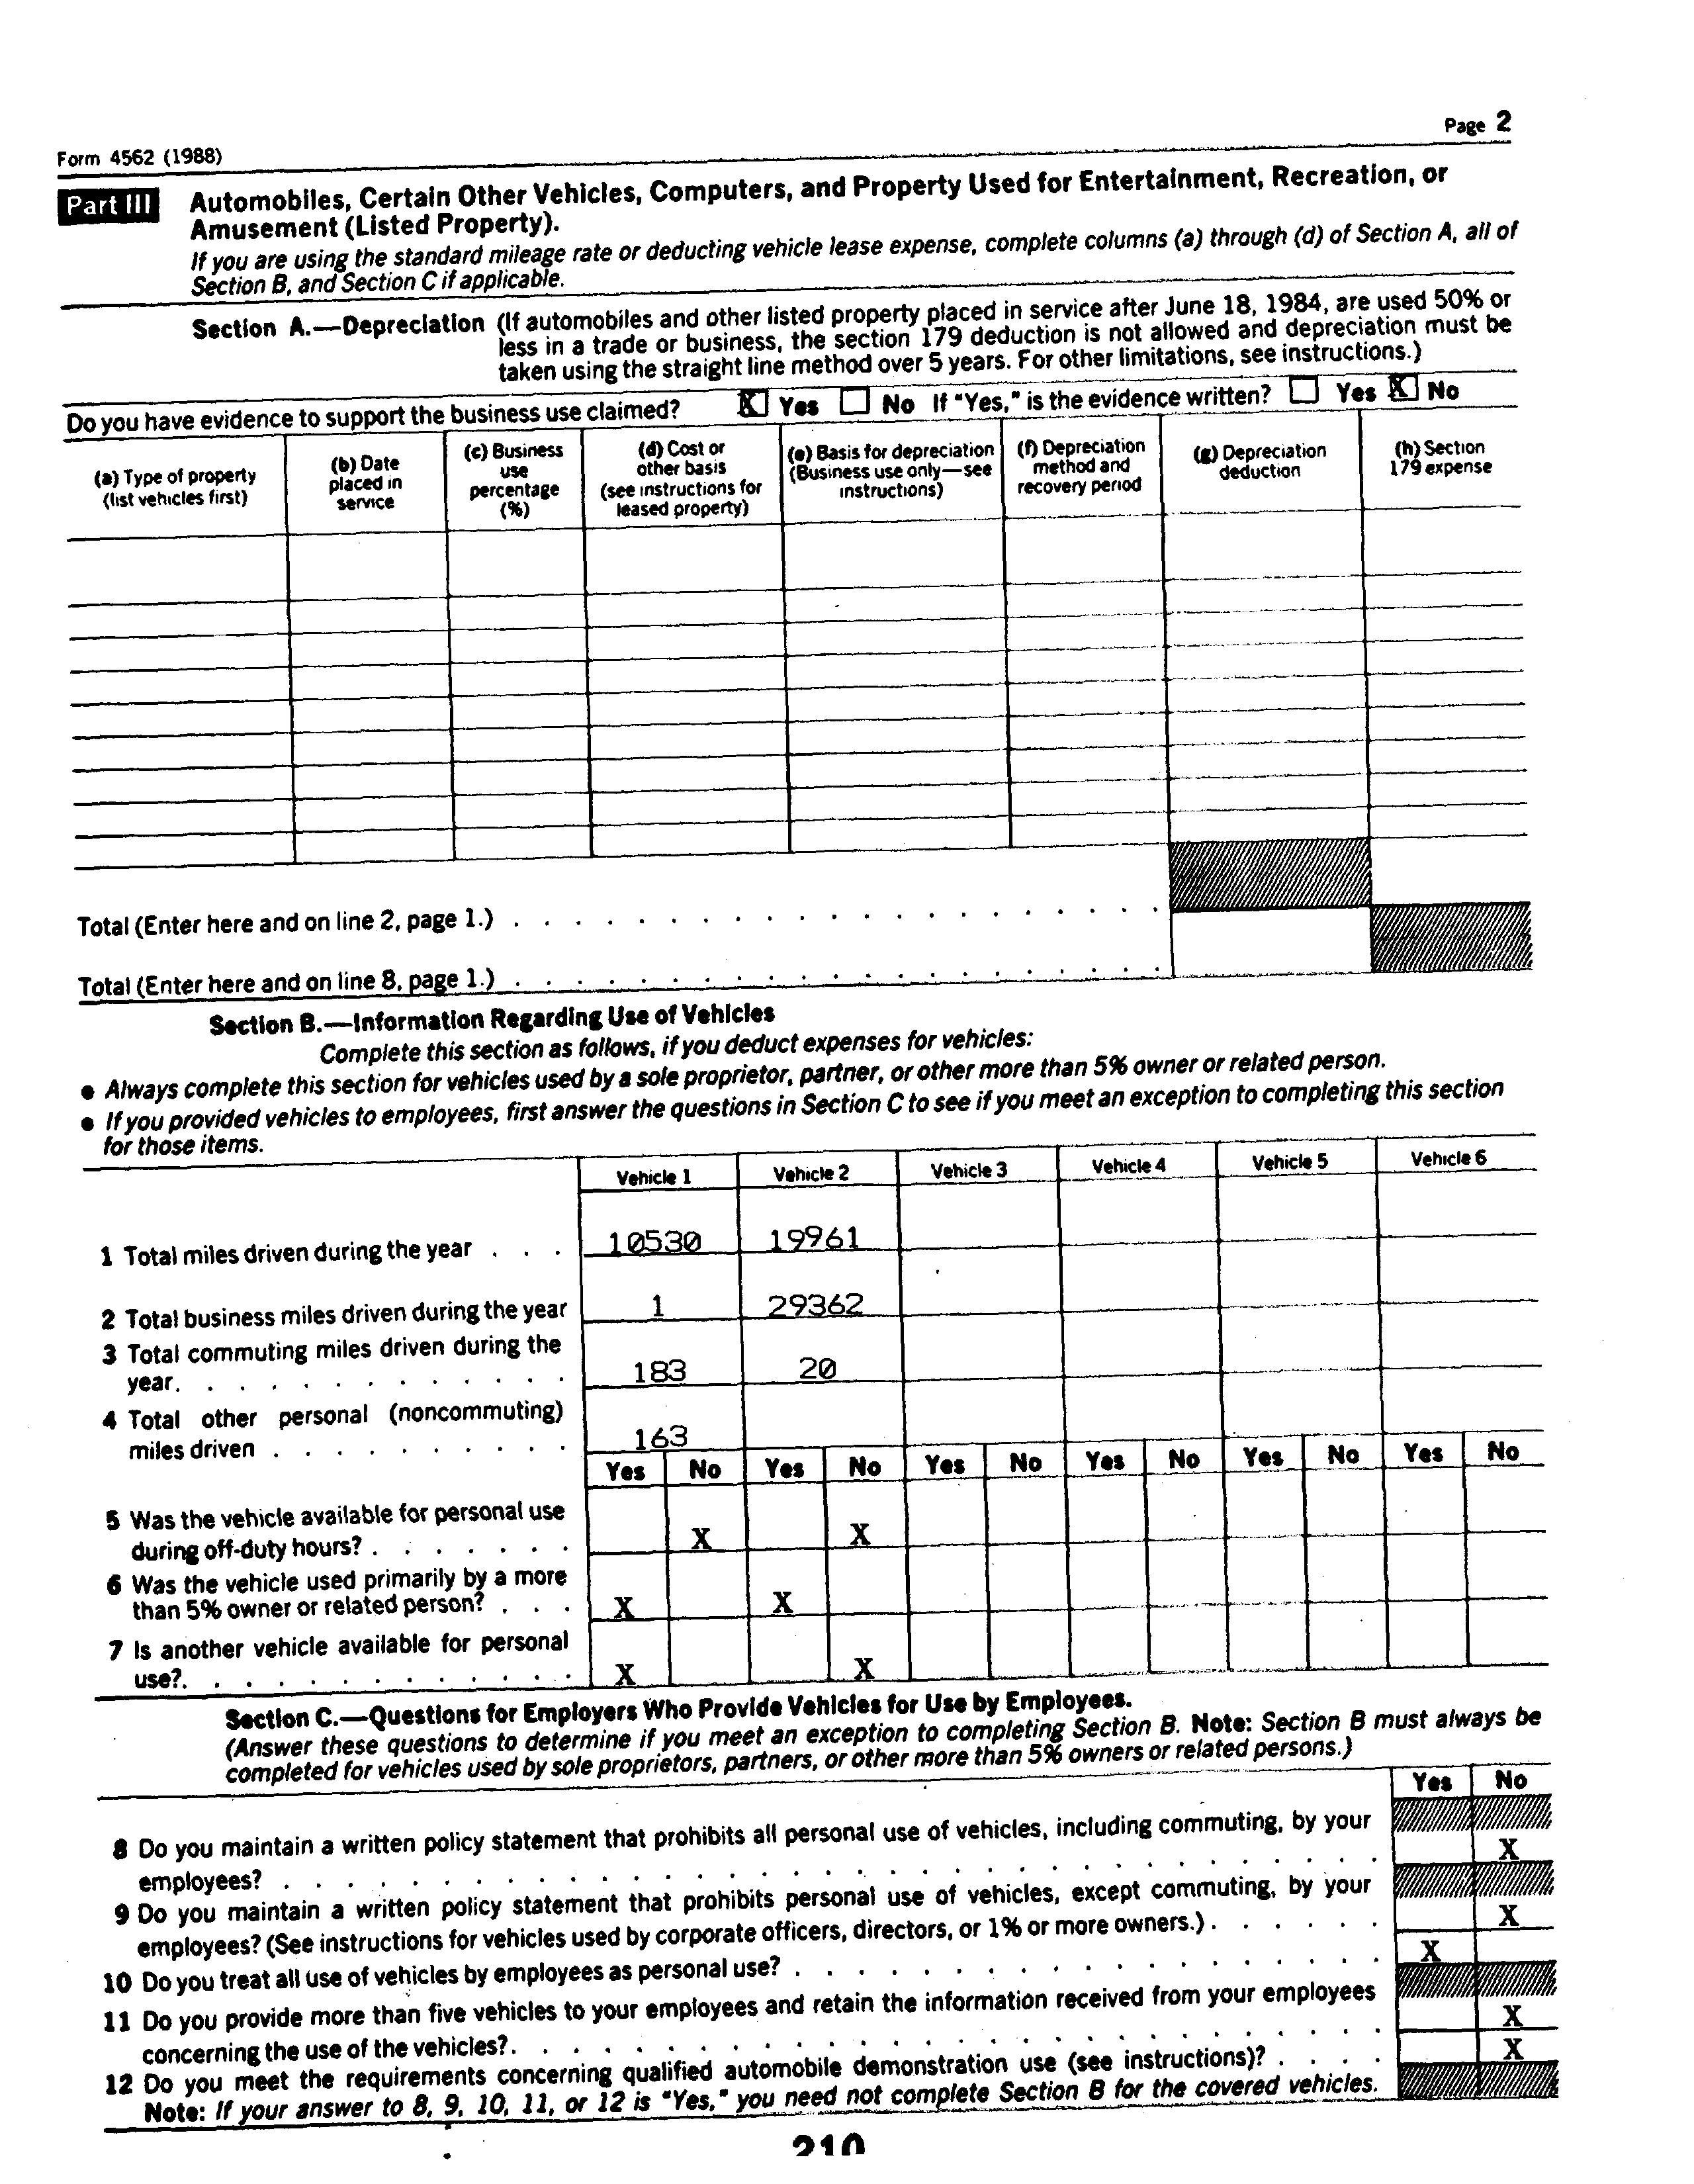 Page 2
Form 4562 (1988)
Part III Automobiles, Certain Other Vehicles, Computers, and Property Used for Entertainment, Recreation, or
Amusement (Listed Property).
If you are using the standard mileage rate or deducting vehicle lease expense, complete columns (a) through (d) of Section A, all of
Section B, and Section C if applicable.
Section A.—Depreciation (If automobiles and other listed property placed in service after June 18, 1984, are used 50% or
less in a trade or business, the section 179 deduction is not allowed and depreciation must be
taken using the straight line method over 5 years. For other limitations, see instructions.)
Do you have evidence to support the business use claimed? X Yes No If "Yes," is the evidence written? Yes X No
(a) Type of property
(list vehicles first)
(b) Date
placed in
service
(c) Business
use
percentage
(%)
(d) Cost or
other basis
(see instructions for
leased property)
(e) Basis for depreciation
(Business use only—see
instructions)
(f) Depreciation
method and
recovery period
(g) Depreciation
deduction
(h) Section
179 expense
Total (Enter here and on line 2, page 1.) . . . . . . . . . . . . . . . . . . . . .
Total (Enter here and on line 8, page 1.) . . . . . . . . . . . . . . . . . . . . .
Section B.—Information Regarding Use of Vehicles
Complete this section as follows, if you deduct expenses for vehicles:
● Always complete this section for vehicles used by a sole proprietor, partner, or other more than 5% owner or related person.
● If you provided vehicles to employees, first answer the questions in Section C to see if you meet an exception to completing this section
for those items.
Vehicle 1 Vehicle 2 Vehicle 3 Vehicle 4 Vehicle 5 Vehicle 6
1 Total miles driven during the year . . . 10530 19961
2 Total business miles driven during the year 1 29362
3 Total commuting miles driven during the
year. . . . . . . . . . . . . 183 20
4 Total other personal (noncommuting)
miles driven . . . . . . . . . . 163
Yes No Yes No Yes No Yes No Yes No Yes No
5 Was the vehicle available for personal use
during off-duty hours? . . . . . . . X X
6 Was the vehicle used primarily by a more
than 5% owner or related person? . . . X X
7 Is another vehicle available for personal
use?. . . . . . . . . . . . . X X
Section C.—Questions for Employers Who Provide Vehicles for Use by Employees.
(Answer these questions to determine if you meet an exception to completing Section B. Note: Section B must always be
completed for vehicles used by sole proprietors, partners, or other more than 5% owners or related persons.)
Yes No
8 Do you maintain a written policy statement that prohibits all personal use of vehicles, including commuting, by your
employees? . . . . . . . . . . . . . . . . . . . . . . . . . . . . . . . . . . . X
9 Do you maintain a written policy statement that prohibits personal use of vehicles, except commuting, by your
employees? (See instructions for vehicles used by corporate officers, directors, or 1% or more owners.) . . . . . . X
10 Do you treat all use of vehicles by employees as personal use? . . . . . . . . . . . . . . . . . . . X
11 Do you provide more than five vehicles to your employees and retain the information received from your employees
concerning the use of the vehicles?. . . . . . . . . . . . . . . . . . . . . . . . . . . . X
12 Do you meet the requirements concerning qualified automobile demonstration use (see instructions)? . . . . X
Note: If your answer to 8, 9, 10, 11, or 12 is "Yes," you need not complete Section B for the covered vehicles.
210